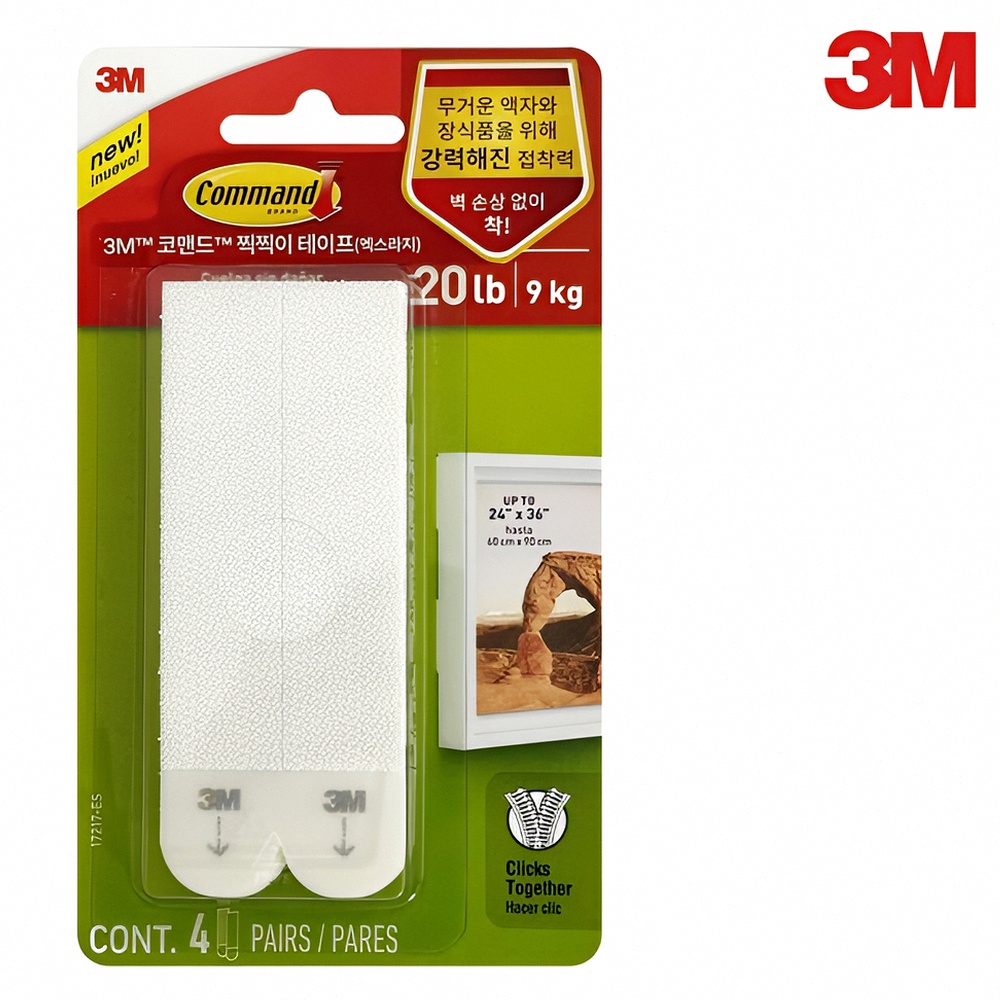 3M
3M
new!
¡nuevo!
무거운 액자와
장식품을 위해
강력해진 접착력
벽 손상 없이
착!
Command
3M™ 코맨드™ 찍찍이 테이프(엑스라지)
Cuelga sin dañar
20 lb | 9 kg
UP TO
24" x 36"
hasta
60 cm x 90 cm
3M 3M
17217-ES
Clicks
Together
Hacer clic
CONT. 4 PAIRS / PARES